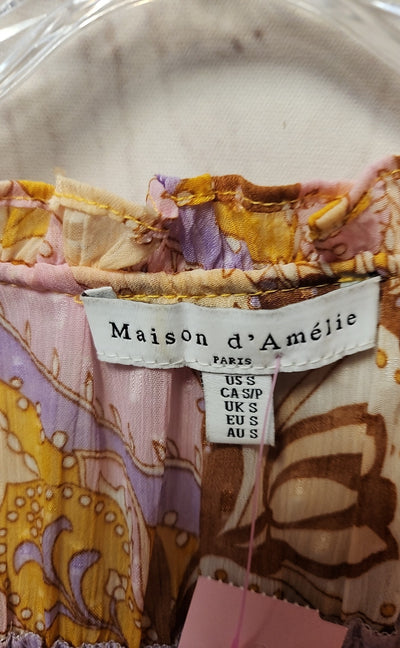 Maison d'Amélie
PARIS
US S
CA S/P
UK S
EU S
AU S